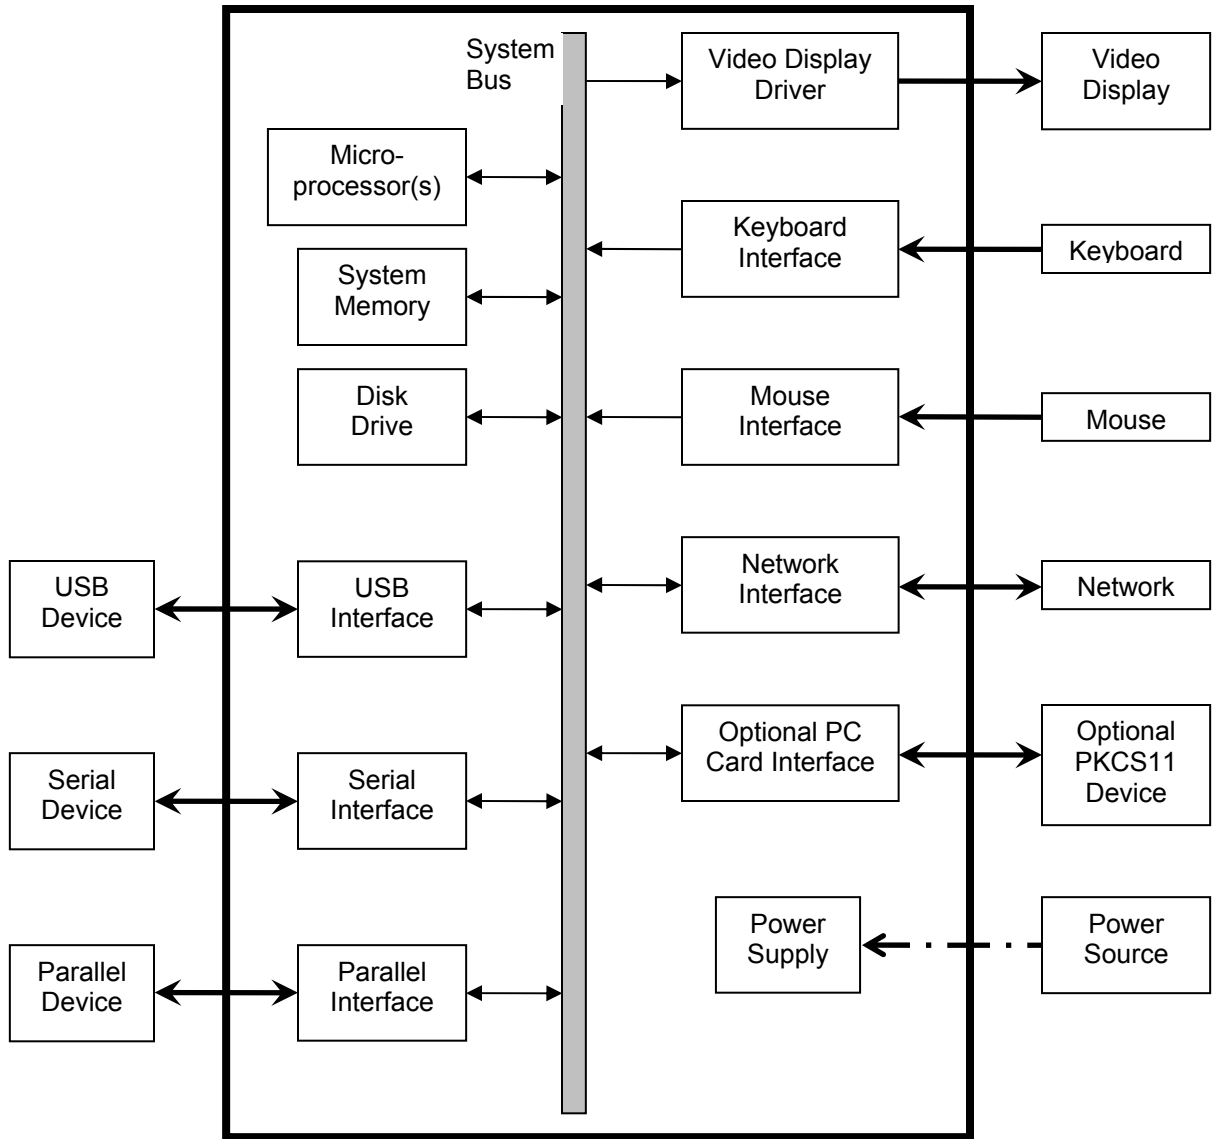 System
Bus
Video Display
Driver
Video
Display
Micro-
processor(s)
Keyboard
Interface
Keyboard
System
Memory
Disk
Drive
Mouse
Interface
Mouse
USB
Device
USB
Interface
Network
Interface
Network
Serial
Device
Serial
Interface
Optional PC
Card Interface
Optional
PKCS11
Device
Power
Supply
Power
Source
Parallel
Device
Parallel
Interface